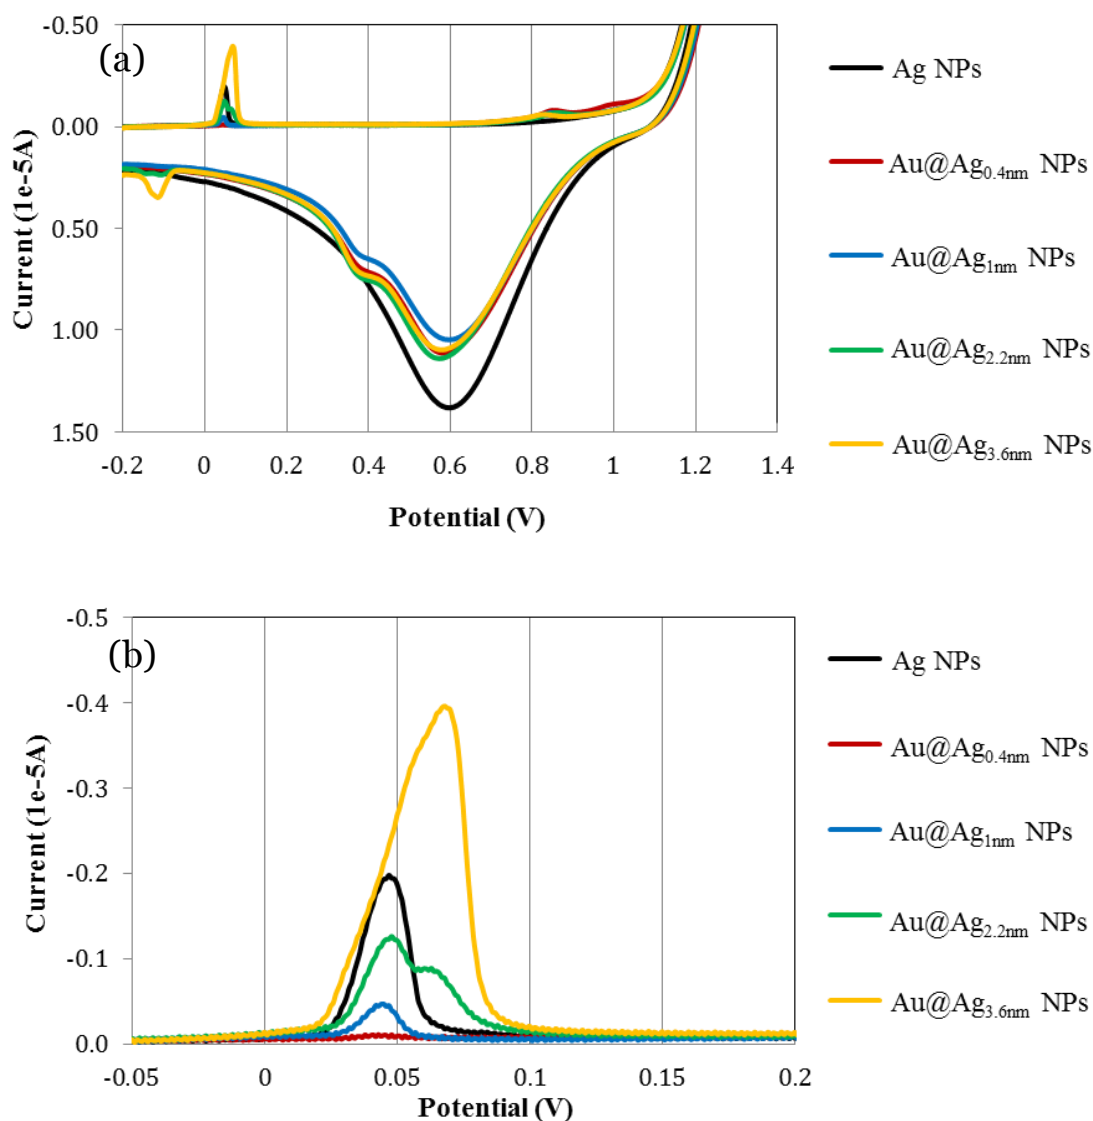 (a)
Current (1e-5A)
-0.50
0.00
0.50
1.00
1.50
-0.2 0 0.2 0.4 0.6 0.8 1 1.2 1.4
Potential (V)
Ag NPs
Au@Ag0.4nm NPs
Au@Ag1nm NPs
Au@Ag2.2nm NPs
Au@Ag3.6nm NPs
(b)
Current (1e-5A)
-0.5
-0.4
-0.3
-0.2
-0.1
0.0
-0.05 0 0.05 0.1 0.15 0.2
Potential (V)
Ag NPs
Au@Ag0.4nm NPs
Au@Ag1nm NPs
Au@Ag2.2nm NPs
Au@Ag3.6nm NPs